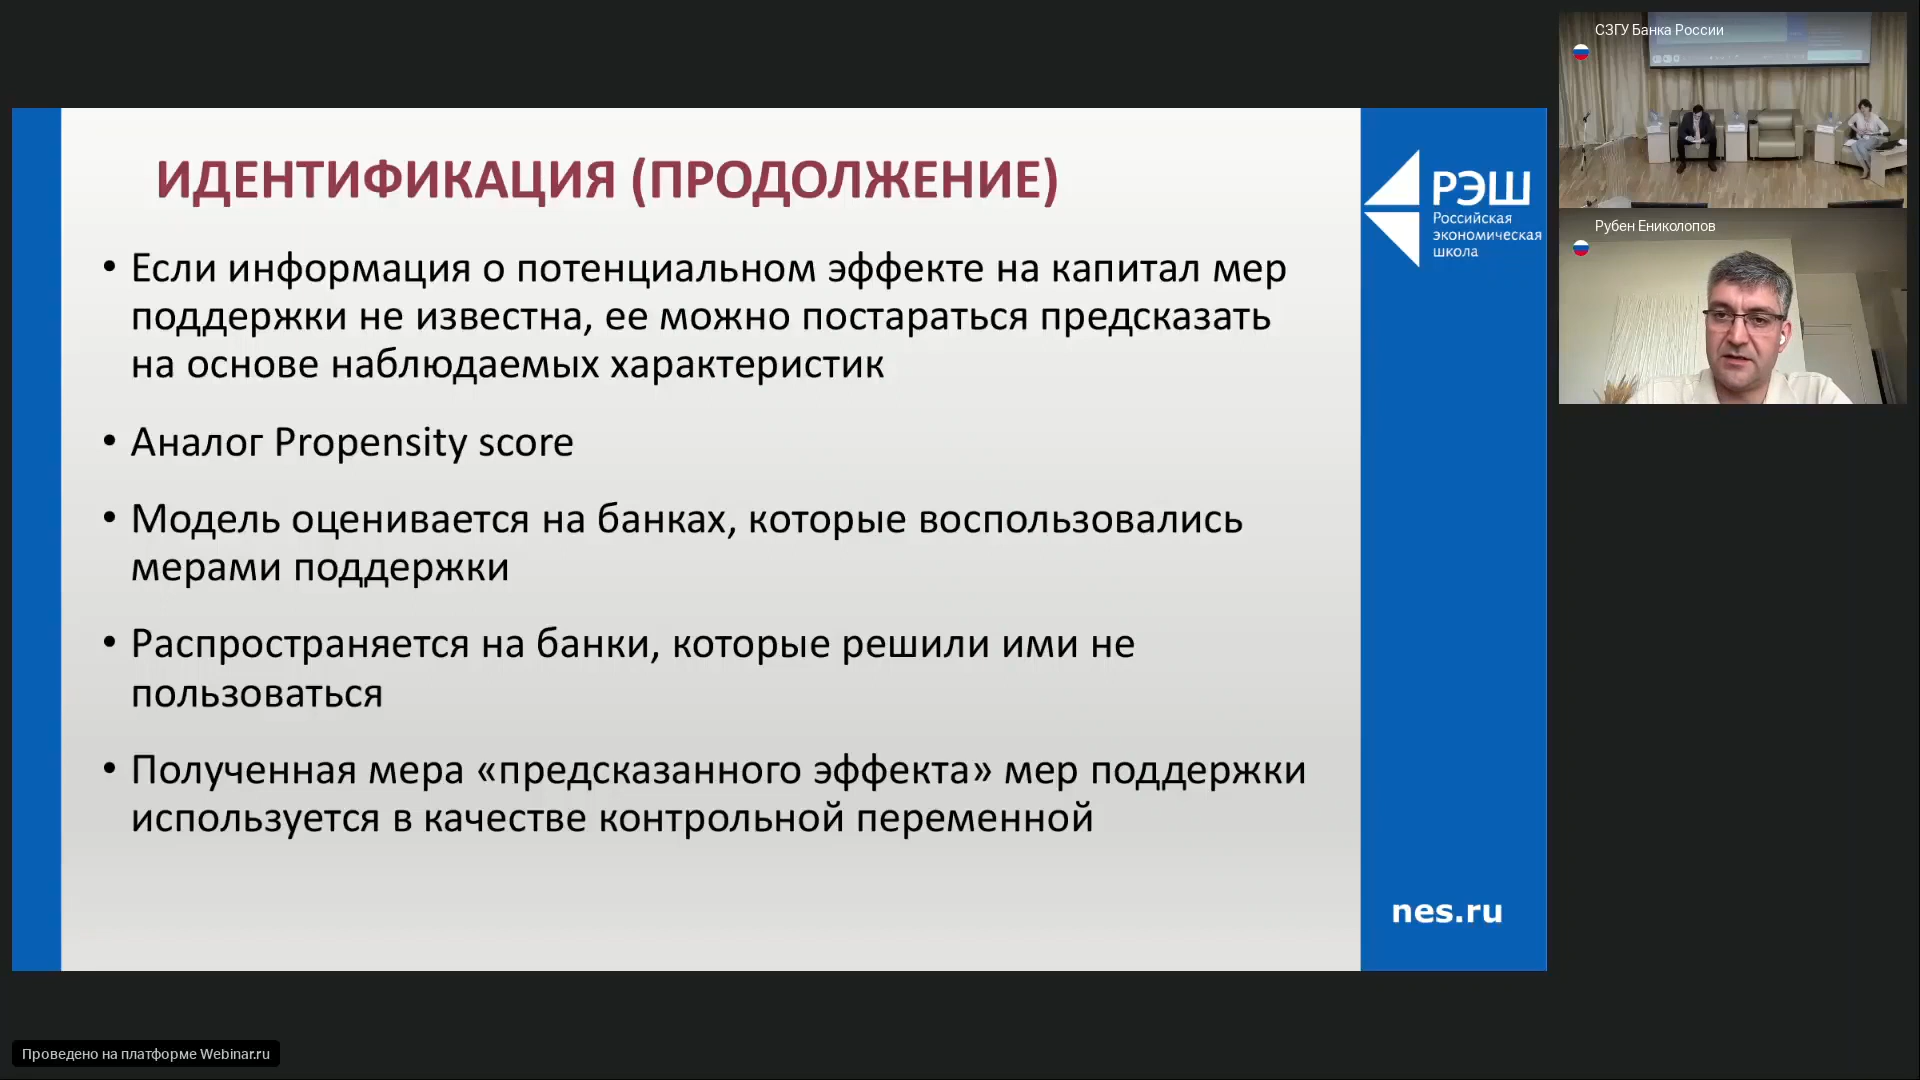 ИДЕНТИФИКАЦИЯ (ПРОДОЛЖЕНИЕ)
• Если информация о потенциальном эффекте на капитал мер
поддержки не известна, ее можно постараться предсказать
на основе наблюдаемых характеристик
• Аналог Propensity score
• Модель оценивается на банках, которые воспользовались
мерами поддержки
• Распространяется на банки, которые решили ими не
пользоваться
• Полученная мера «предсказанного эффекта» мер поддержки
используется в качестве контрольной переменной
РЭШ
Российская
экономическая
школа
nes.ru
СЗГУ Банка России
Рубен Ениколопов
Проведено на платформе Webinar.ru